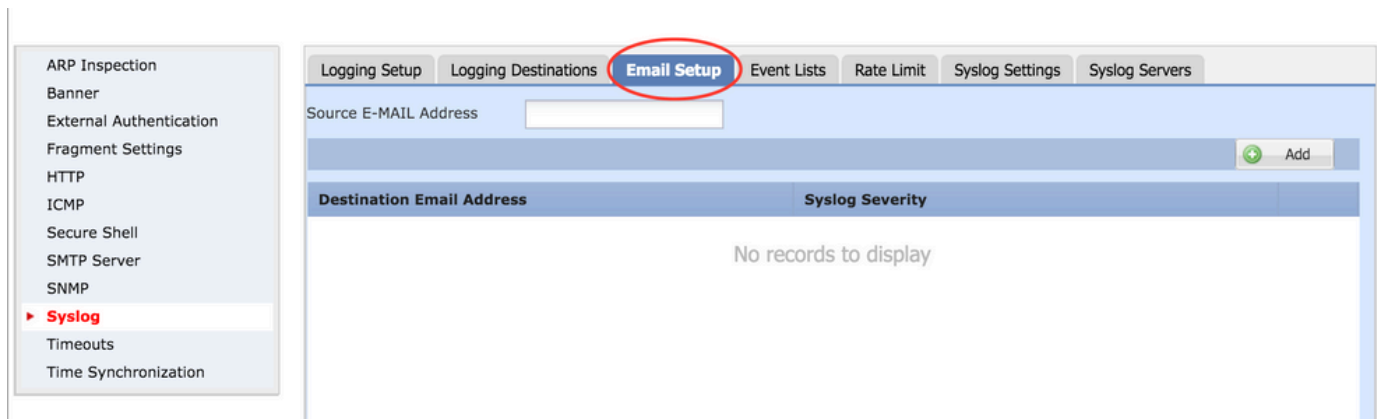 ARP Inspection
Banner
External Authentication
Fragment Settings
HTTP
ICMP
Secure Shell
SMTP Server
SNMP
Syslog
Timeouts
Time Synchronization
Logging Setup Logging Destinations Email Setup Event Lists Rate Limit Syslog Settings Syslog Servers
Source E-MAIL Address
Add
Destination Email Address Syslog Severity
No records to display